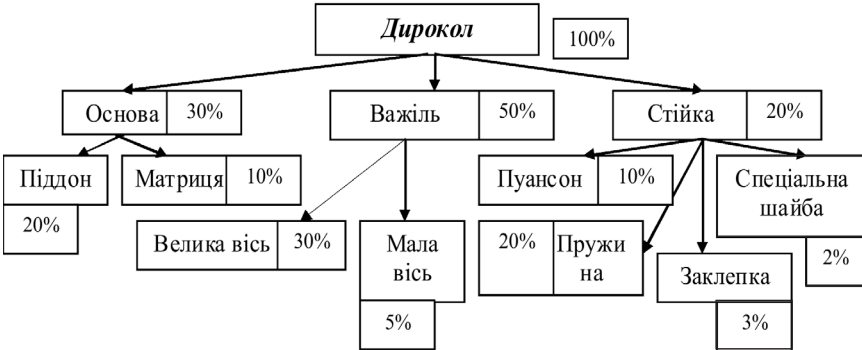 Дирокол
100%
Основа 30%
Важіль 50%
Стійка 20%
Піддон
20%
Матриця 10%
Пуансон 10%
Спеціальна
шайба
2%
Велика вісь 30%
Мала
вісь
5%
20% Пружи
на
Заклепка
3%